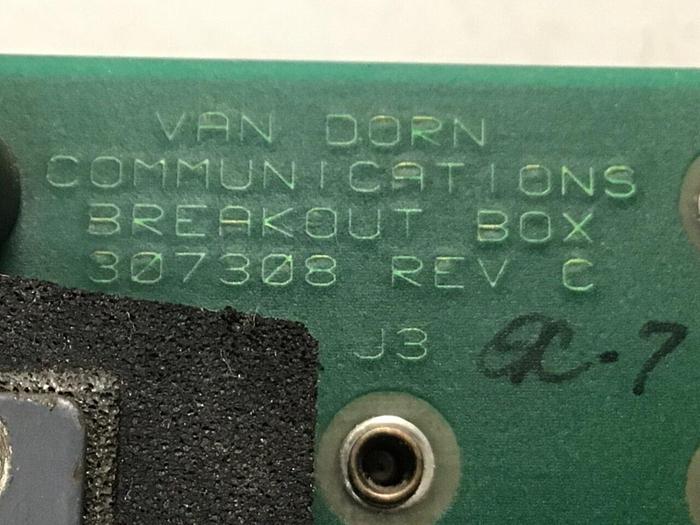 VAN DORN
COMMUNICATIONS
BREAKOUT BOX
307308 REV C
J3